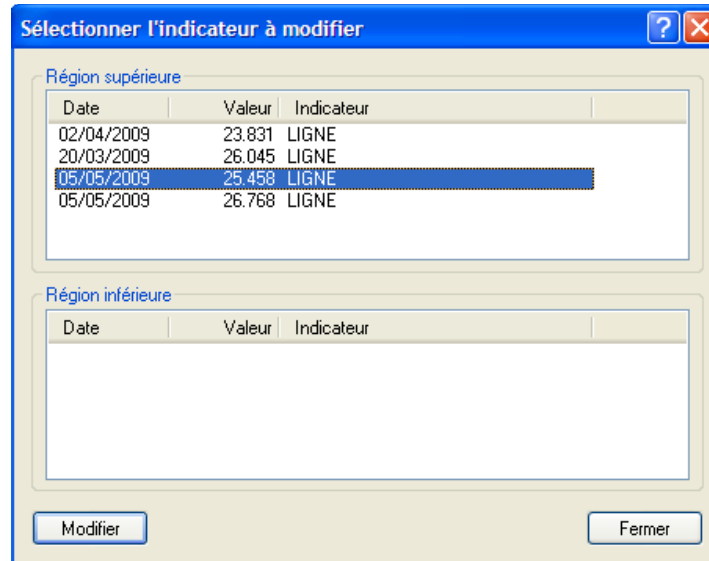 Sélectionner l'indicateur à modifier
Région supérieure
Date Valeur Indicateur
02/04/2009 23.831 LIGNE
20/03/2009 26.045 LIGNE
05/05/2009 25.458 LIGNE
05/05/2009 26.768 LIGNE
Région inférieure
Date Valeur Indicateur
Modifier Fermer